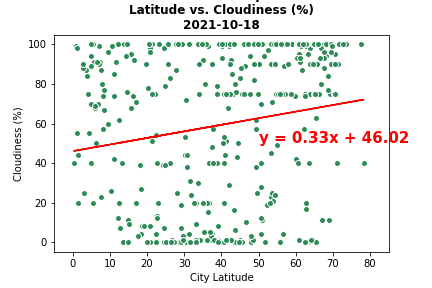 Latitude vs. Cloudiness (%)
2021-10-18
100
80
60
40
20
0
Cloudiness (%)
y = 0.33x + 46.02
0 10 20 30 40 50 60 70 80
City Latitude